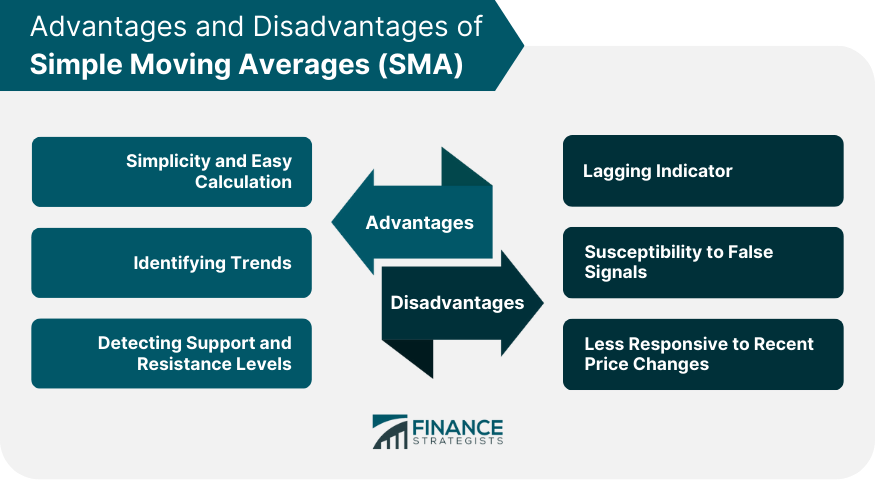 Advantages and Disadvantages of
Simple Moving Averages (SMA)
Simplicity and Easy
Calculation
Identifying Trends
Detecting Support and
Resistance Levels
Advantages
Disadvantages
Lagging Indicator
Susceptibility to False
Signals
Less Responsive to Recent
Price Changes
FINANCE
STRATEGISTS